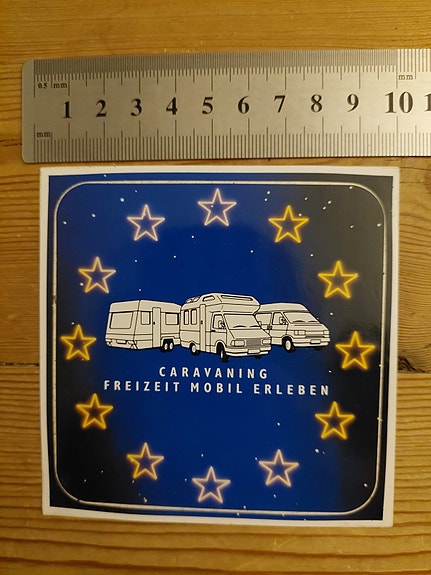 0.5 mm
mm
1 2 3 4 5 6 7 8 9 10 1
mm
CARAVANING
FREIZEIT MOBIL ERLEBEN